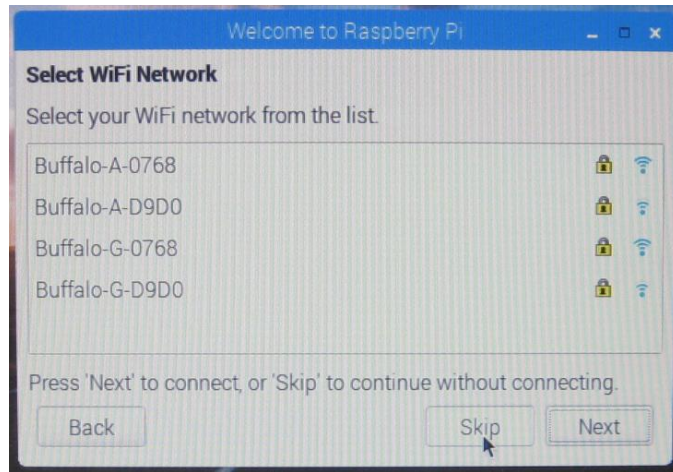 Welcome to Raspberry Pi
Select WiFi Network
Select your WiFi network from the list.
Buffalo-A-0768
Buffalo-A-D9D0
Buffalo-G-0768
Buffalo-G-D9D0
Press 'Next' to connect, or 'Skip' to continue without connecting.
Back Skip Next